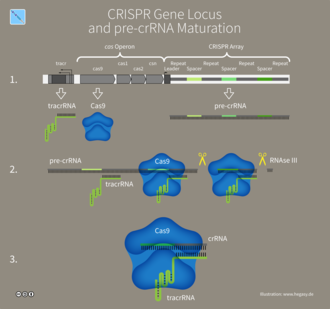 CRISPR Gene Locus
and pre-crRNA Maturation
cas Operon
CRISPR Array
tracr
cas9
cas1
cas2
csn
Repeat
Leader
Spacer
Repeat
Spacer
Repeat
Spacer
Repeat
1.
tracrRNA
Cas9
pre-crRNA
2.
pre-crRNA
tracrRNA
Cas9
RNAse III
3.
Cas9
crRNA
tracrRNA
Illustration: www.hegasy.de